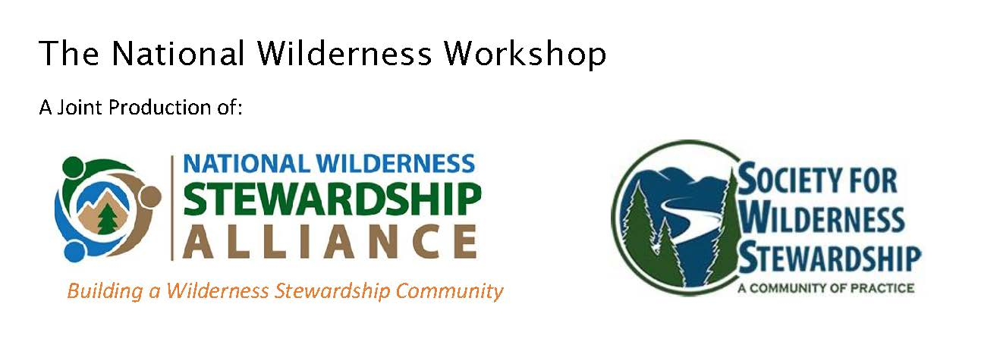 The National Wilderness Workshop
A Joint Production of:
NATIONAL WILDERNESS
STEWARDSHIP
ALLIANCE
Building a Wilderness Stewardship Community
SOCIETY FOR
WILDERNESS
STEWARDSHIP
A COMMUNITY OF PRACTICE